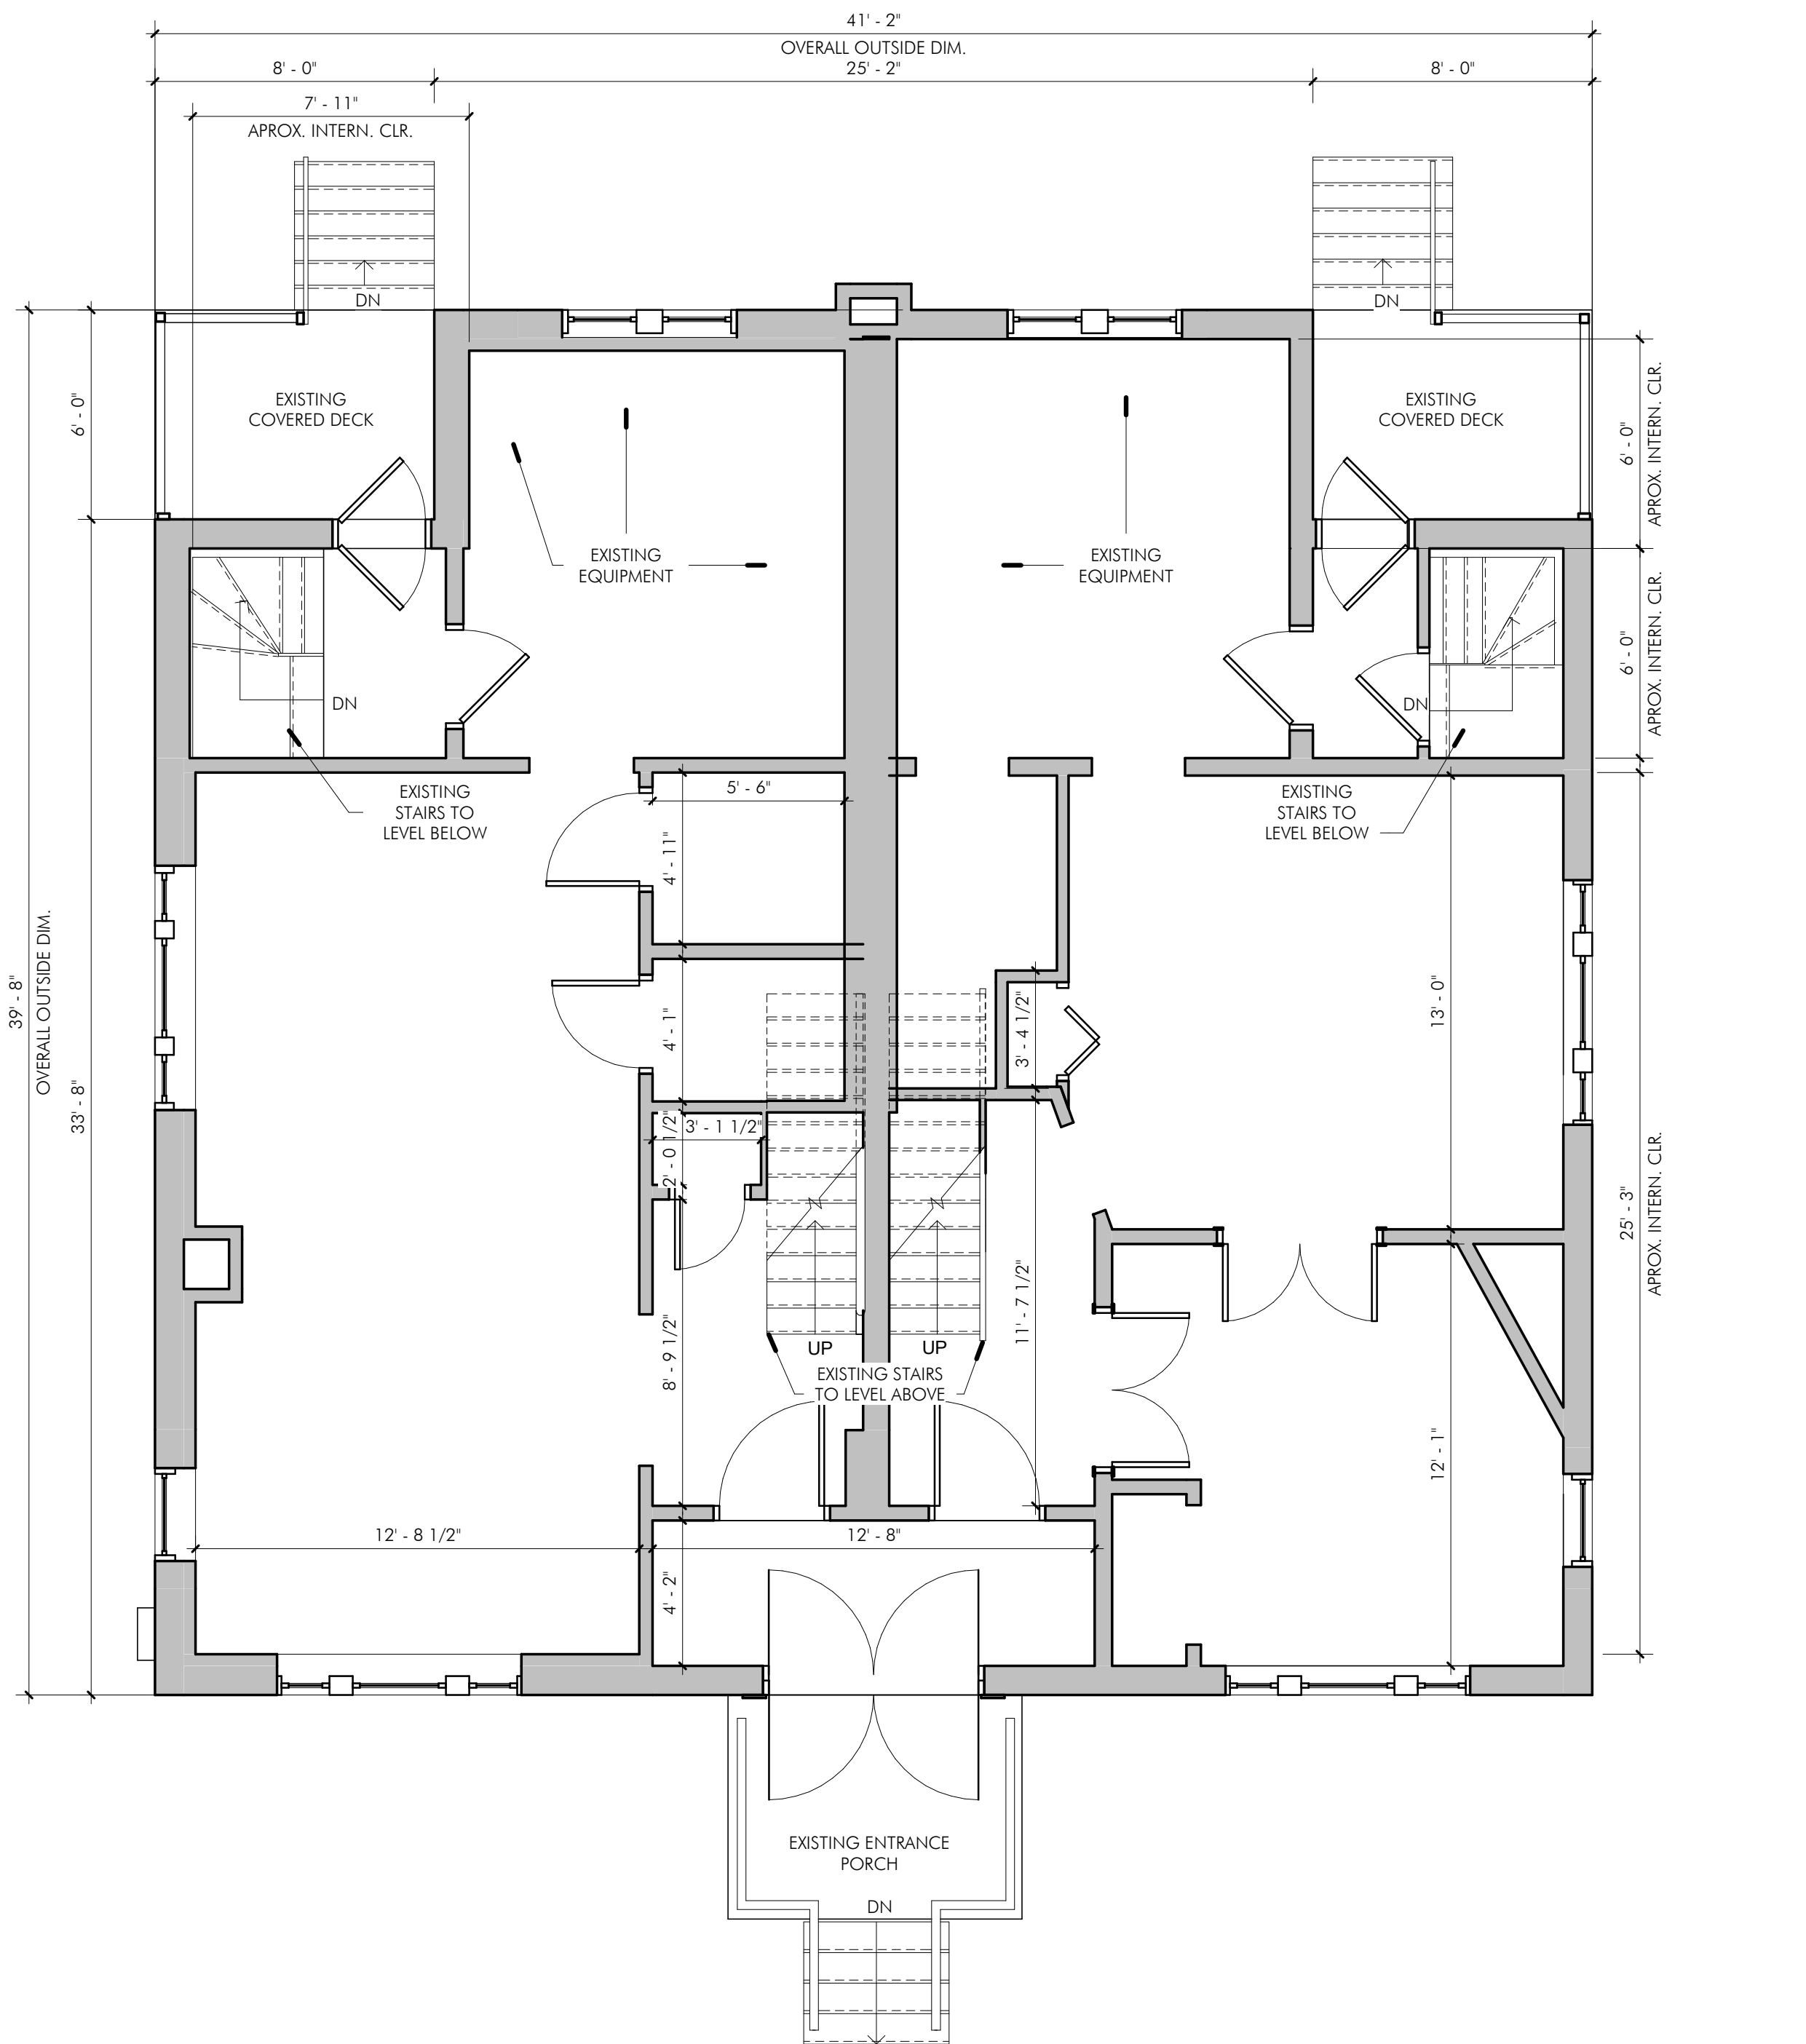 41' - 2"
OVERALL OUTSIDE DIM.
8' - 0"
25' - 2"
8' - 0"
7' - 11"
APROX. INTERN. CLR.
DN
DN
EXISTING
COVERED DECK
EXISTING
COVERED DECK
6' - 0"
6' - 0"
APROX. INTERN. CLR.
EXISTING
EQUIPMENT
EXISTING
EQUIPMENT
6' - 0"
APROX. INTERN. CLR.
DN
DN
EXISTING
STAIRS TO
LEVEL BELOW
5' - 6"
EXISTING
STAIRS TO
LEVEL BELOW
4' - 11"
39' - 8"
OVERALL OUTSIDE DIM.
33' - 8"
4' - 1"
3' - 4 1/2"
13' - 0"
2' - 0 1/2"
3' - 1 1/2"
25' - 3"
APROX. INTERN. CLR.
8' - 9 1/2"
11' - 7 1/2"
UP
UP
EXISTING STAIRS
TO LEVEL ABOVE
12' - 1"
12' - 8 1/2"
12' - 8"
4' - 2"
EXISTING ENTRANCE
PORCH
DN